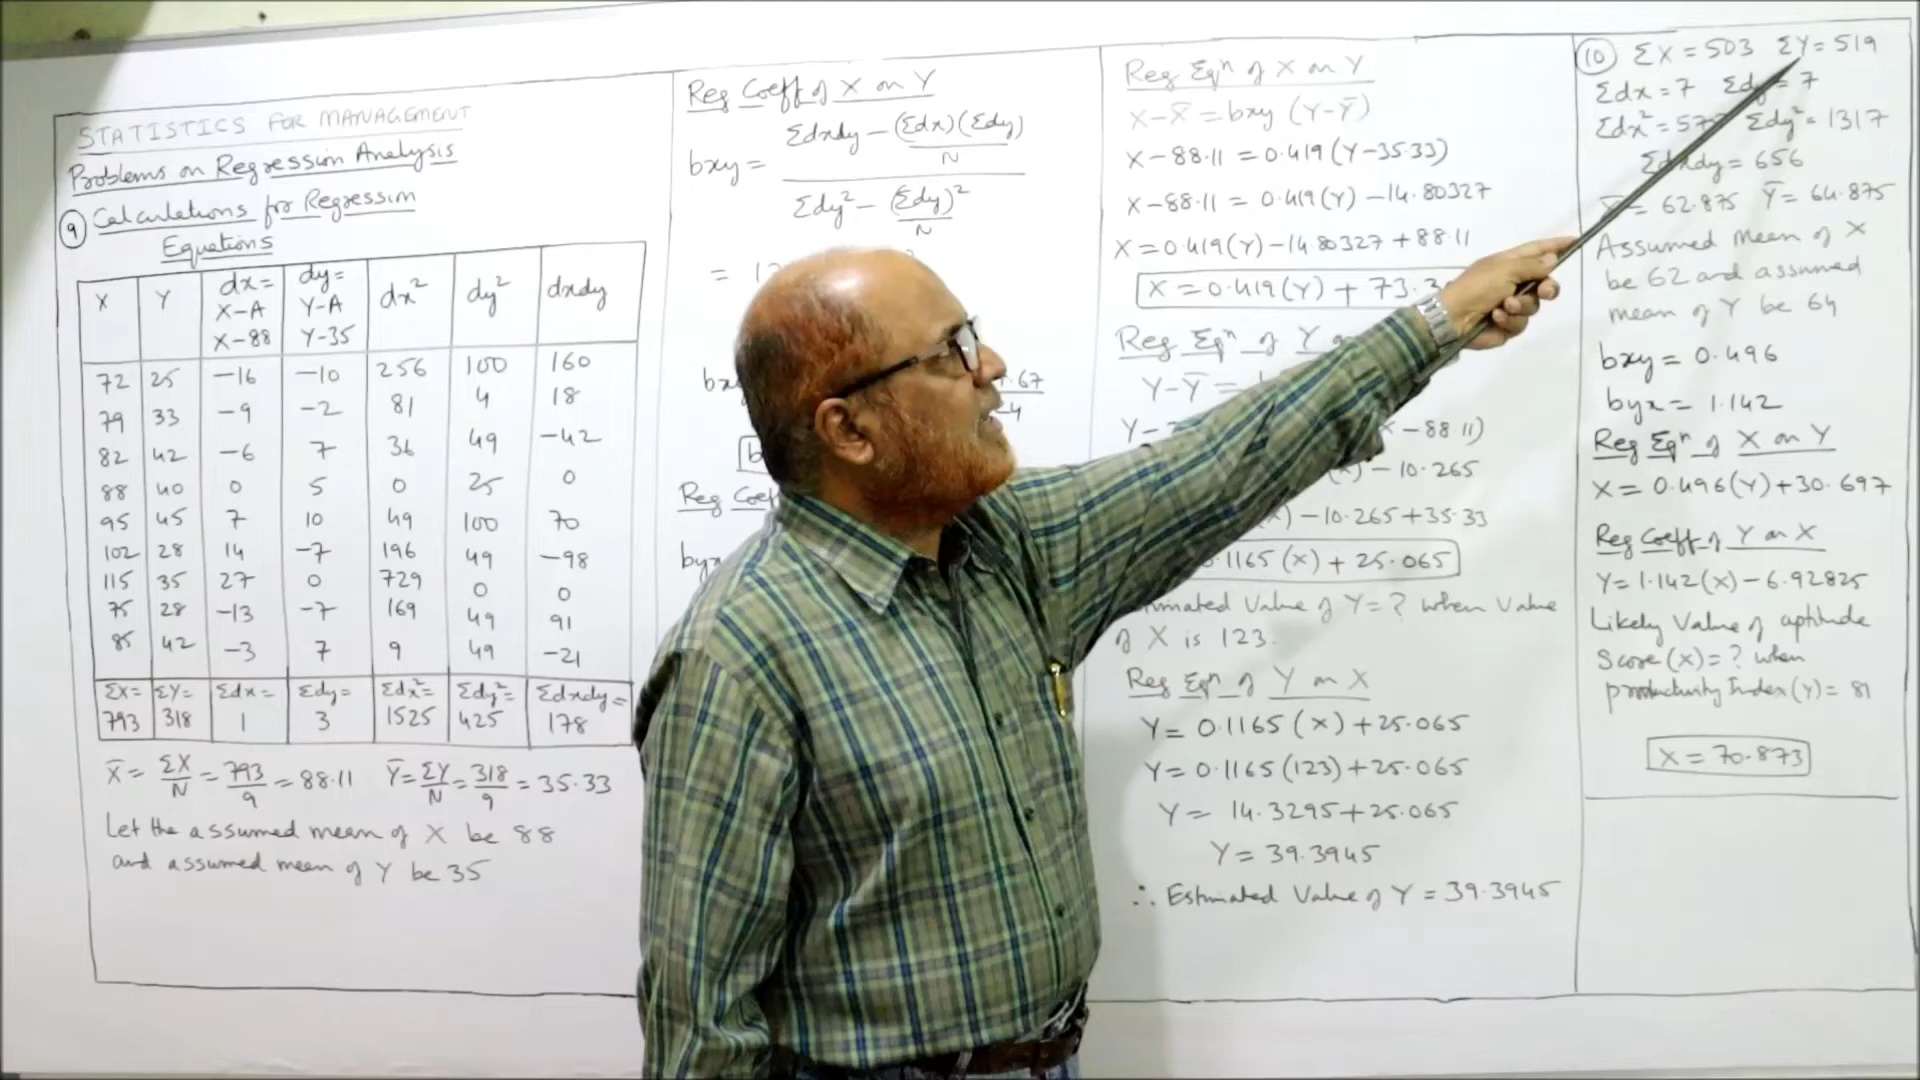 STATISTICS FOR MANAGEMENT
Problems on Regression Analysis
9 Calculations for Regression
Equations
X Y dx= X-A X-88 dy= Y-A Y-35 dx² dy² dxdy
72 25 -16 -10 256 100 160
79 33 -9 -2 81 4 18
82 42 -6 7 36 49 -42
88 40 0 5 0 25 0
95 45 7 10 49 100 70
102 28 14 -7 196 49 -98
115 35 27 0 729 0 0
75 28 -13 -7 169 49 91
85 42 -3 7 9 49 -21
ΣX= 793 ΣY= 318 Σdx= 1 Σdy= 3 Σdx²= 1525 Σdy²= 425 Σdxdy= 178
X̄ = ΣX/N = 793/9 = 88.11 Ȳ = ΣY/N = 318/9 = 35.33
Let the assumed mean of X be 88
and assumed mean of Y be 35
Reg Coeff of X on Y
bxy = (Σdxdy - (Σdx)(Σdy)/N) / (Σdy² - (Σdy)²/N)
Reg
Reg Eqn of X on Y
X-X̄ = bxy (Y-Ȳ)
X-88.11 = 0.419(Y-35.33)
X-88.11 = 0.419(Y)-14.80327
X = 0.419(Y)-14.80327+88.11
X = 0.419(Y) + 73.3
Reg Eqn of Y
Y-Ȳ =
-88.11)
-10.265
)-10.265+35.33
.1165(X)+25.065
Value of Y=? when Value
of X is 123.
Reg Eqn of Y on X
Y= 0.1165(X)+25.065
Y= 0.1165(123)+25.065
Y= 14.3295+25.065
Y= 39.3945
∴ Estimated Value of Y = 39.3945
10 ΣX = 503 ΣY = 519
Σdx = 7 Σdy = 7
Σdx² = 57 Σdy² = 1317
= 656
= 62.875 Ȳ = 64.875
Assumed Mean of X
be 62 and assumed
mean of Y be 64
bxy = 0.496
byx = 1.142
Reg Eqn of X on Y
X = 0.496(Y)+30.697
Reg Coeff of Y on X
Y= 1.142(X)-6.92825
Likely Value of aptitude
Score(X)=? when
productivity Index(Y)= 81
X = 70.873